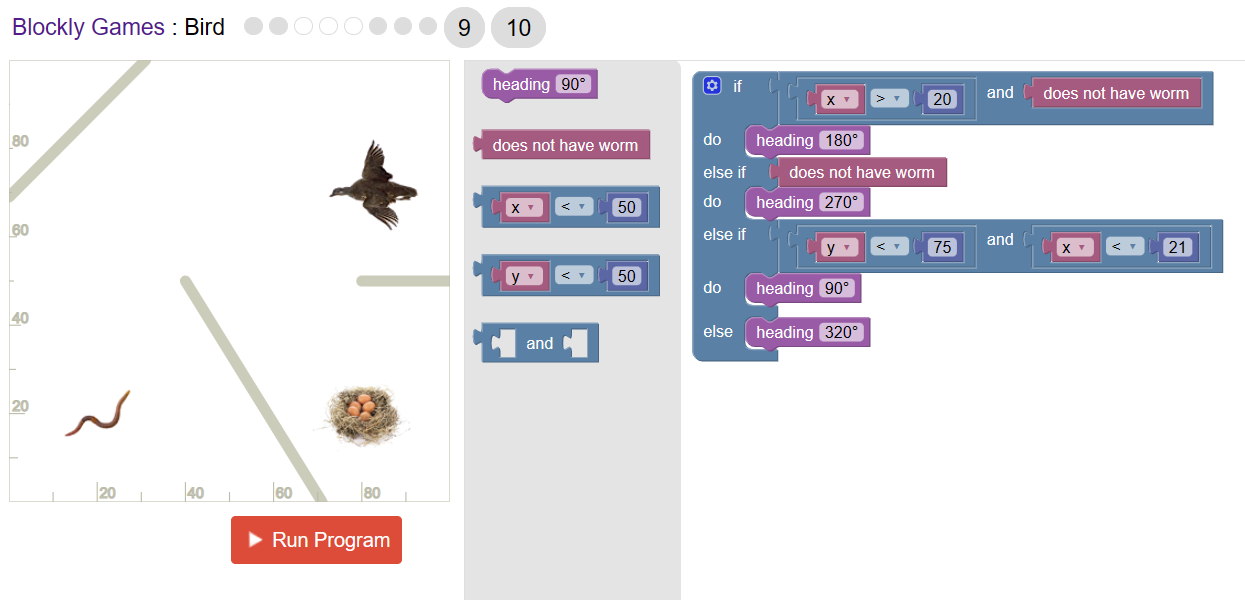 Blockly Games : Bird 9 10
80
60
40
20
20 40 60 80
Run Program
heading 90°
does not have worm
x < 50
y < 50
and
if x > 20 and does not have worm
do heading 180°
else if does not have worm
do heading 270°
else if y < 75 and x < 21
do heading 90°
else heading 320°